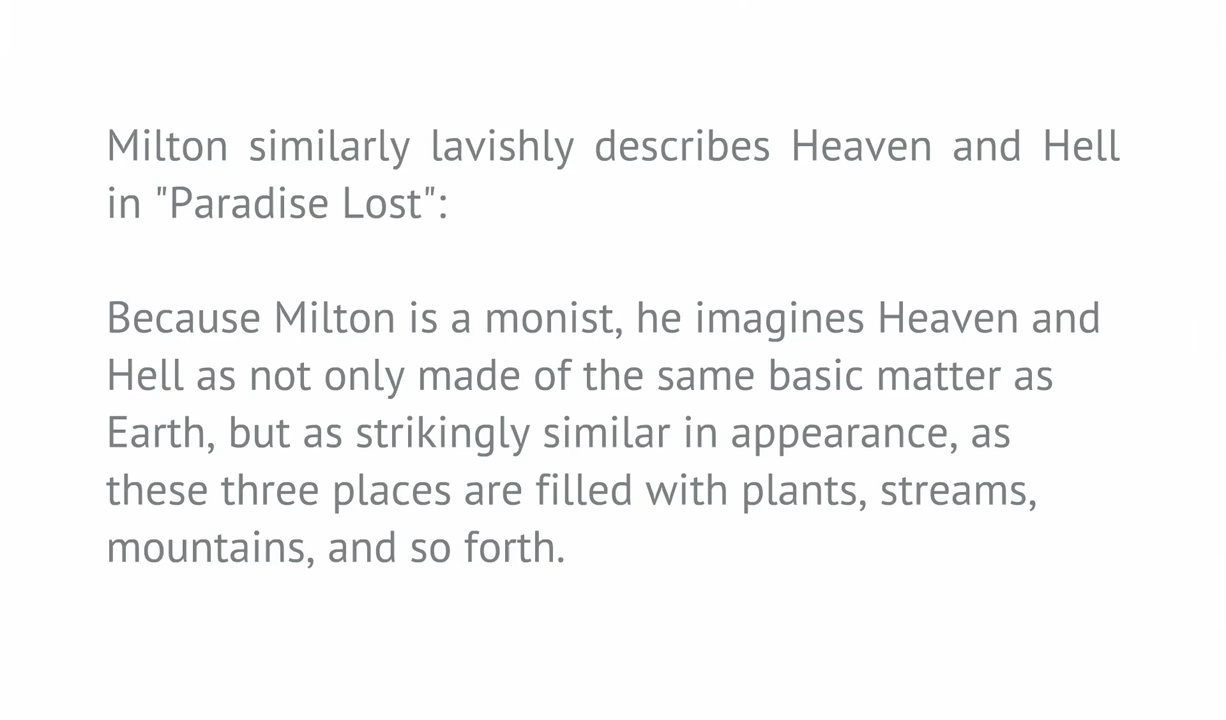 Milton similarly lavishly describes Heaven and Hell
in "Paradise Lost":
Because Milton is a monist, he imagines Heaven and
Hell as not only made of the same basic matter as
Earth, but as strikingly similar in appearance, as
these three places are filled with plants, streams,
mountains, and so forth.